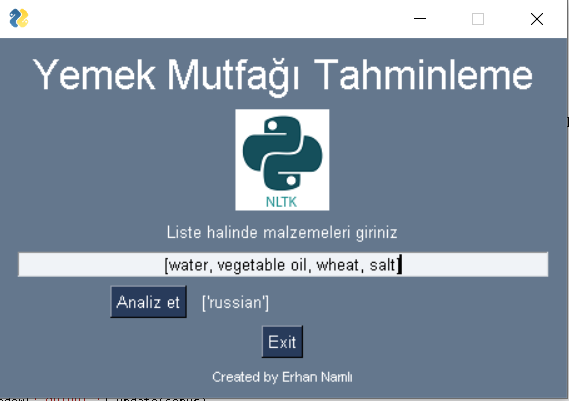 Yemek Mutfağı Tahminleme
NLTK
Liste halinde malzemeleri giriniz
[water, vegetable oil, wheat, salt]
Analiz et ['russian']
Exit
Created by Erhan Namlı